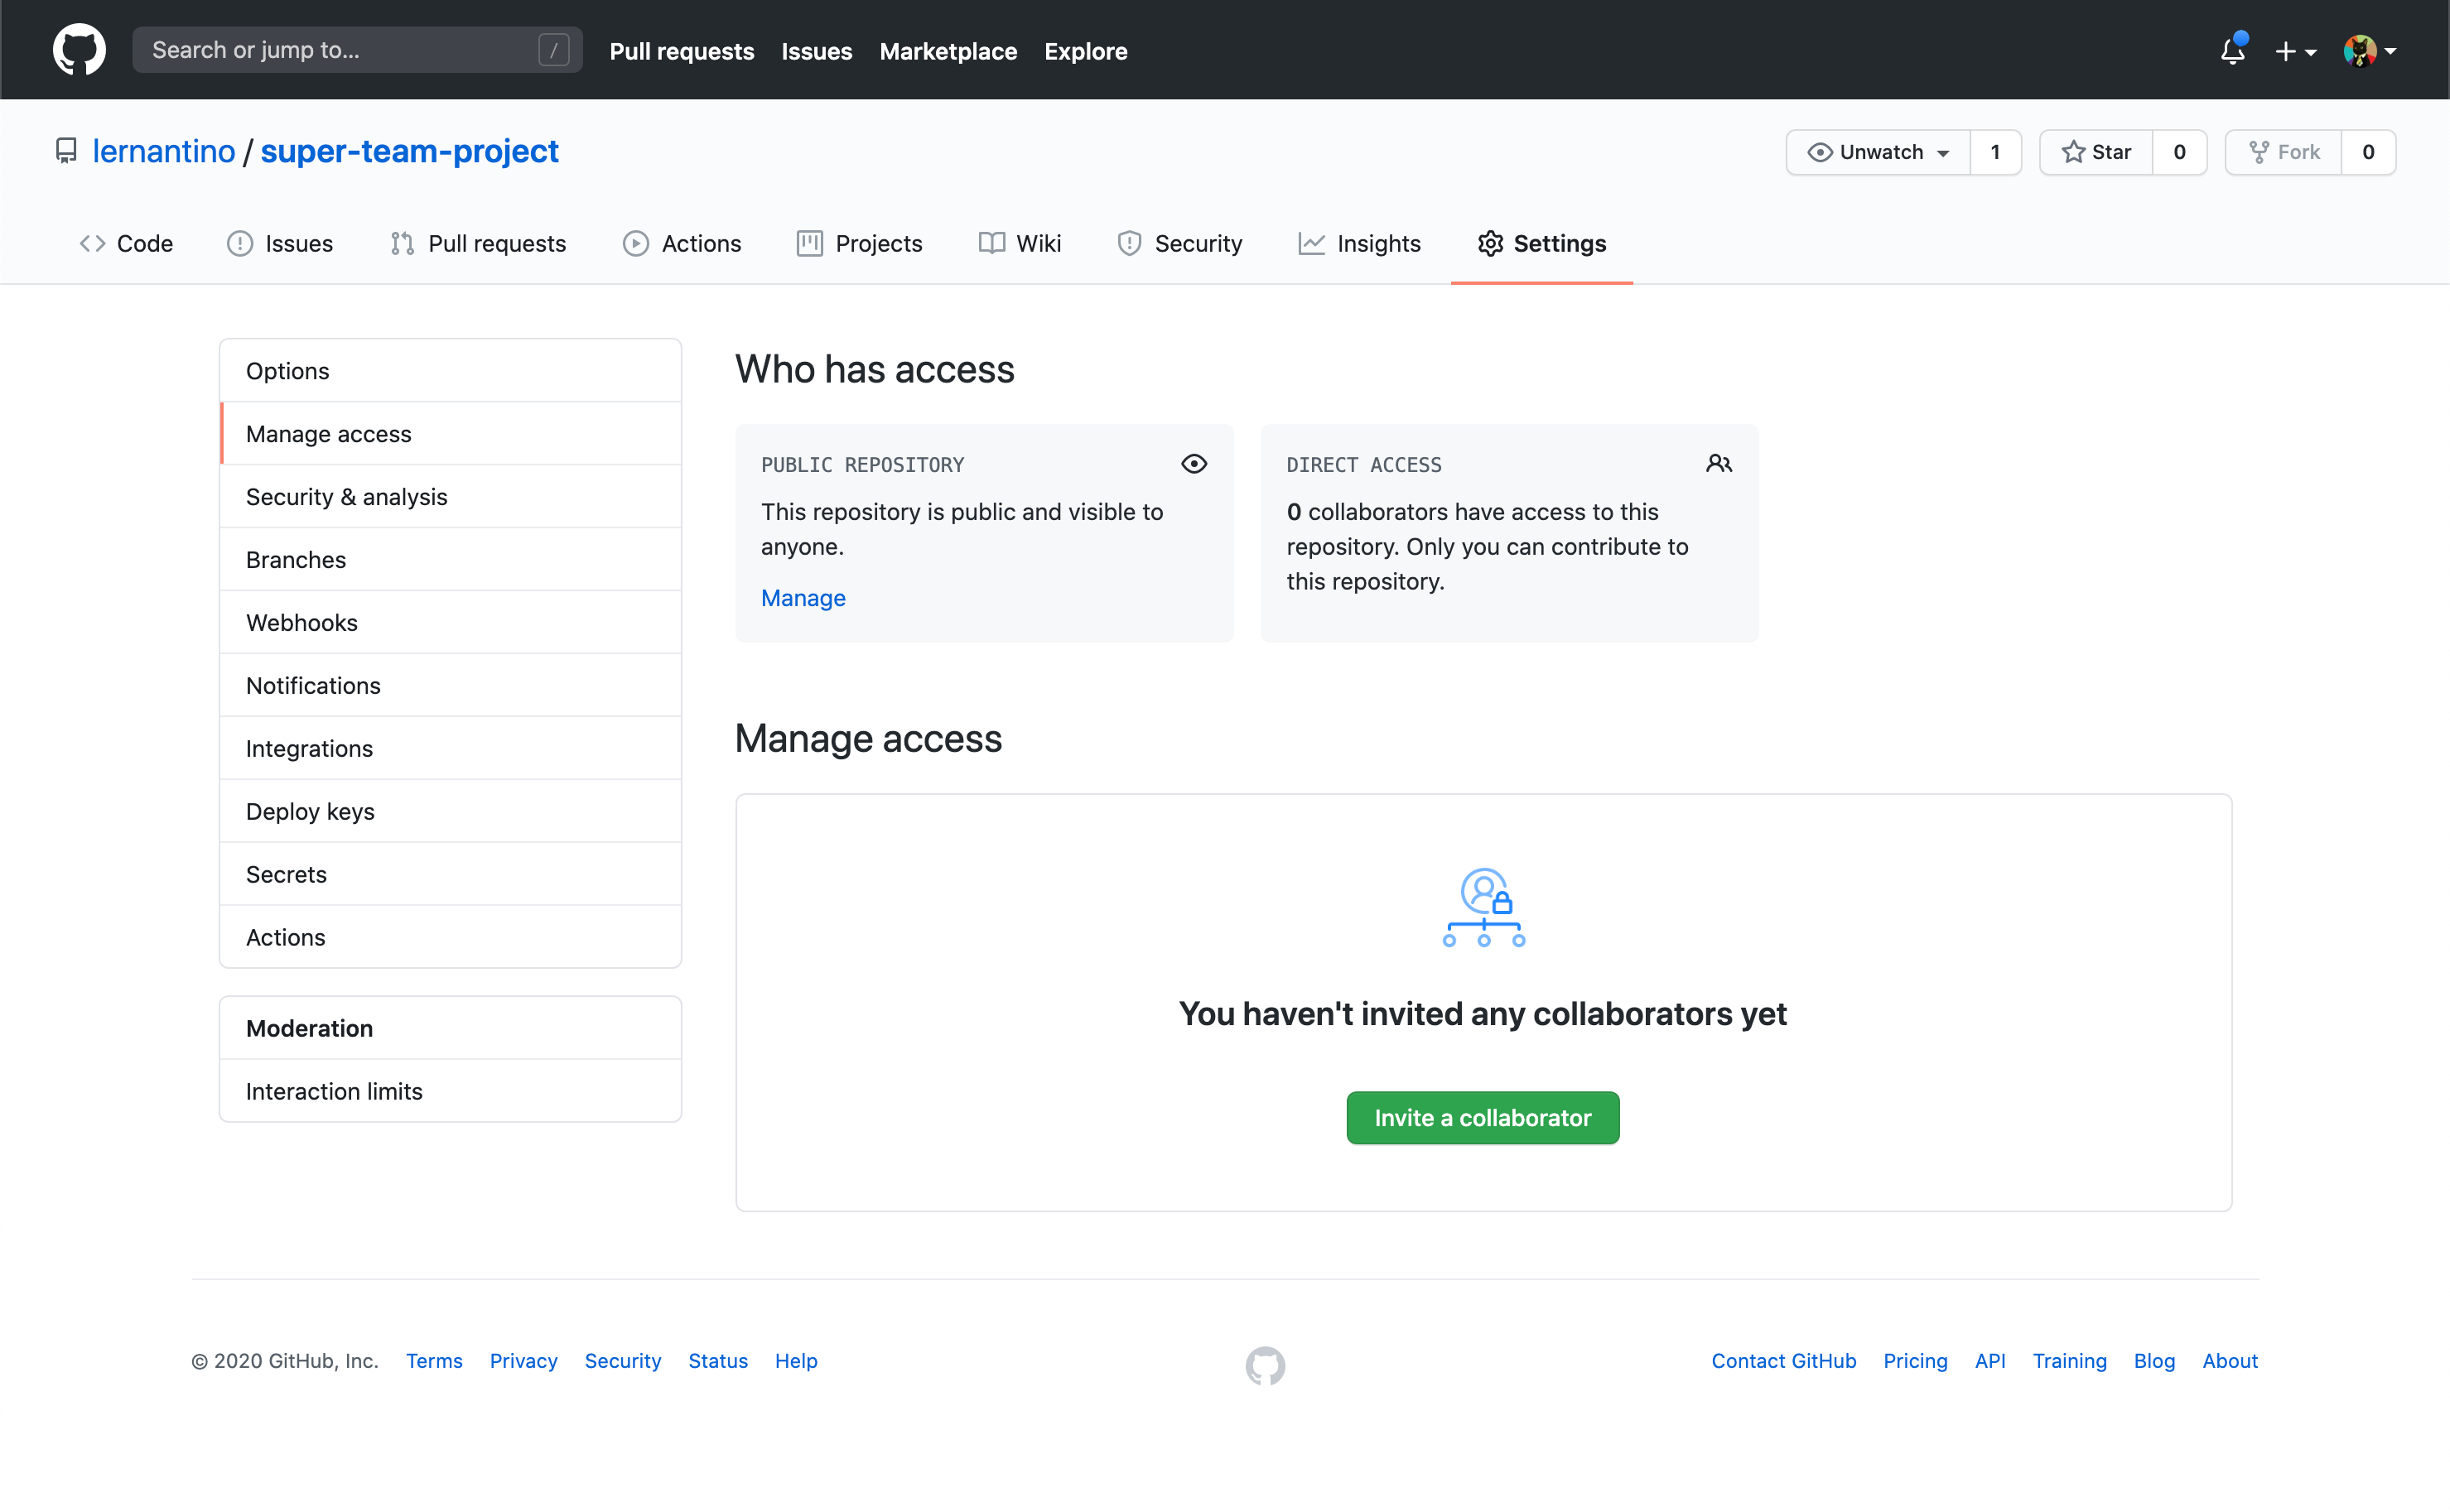 Search or jump to... /
Pull requests Issues Marketplace Explore
lernantino / super-team-project
Unwatch 1 Star 0 Fork 0
Code Issues Pull requests Actions Projects Wiki Security Insights Settings
Options
Manage access
Security & analysis
Branches
Webhooks
Notifications
Integrations
Deploy keys
Secrets
Actions
Moderation
Interaction limits
Who has access
PUBLIC REPOSITORY
This repository is public and visible to
anyone.
Manage
DIRECT ACCESS
0 collaborators have access to this
repository. Only you can contribute to
this repository.
Manage access
You haven't invited any collaborators yet
Invite a collaborator
© 2020 GitHub, Inc. Terms Privacy Security Status Help
Contact GitHub Pricing API Training Blog About